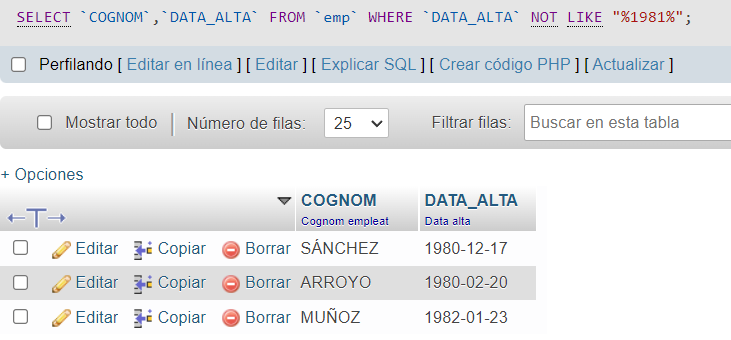 SELECT `COGNOM`,`DATA_ALTA` FROM `emp` WHERE `DATA_ALTA` NOT LIKE "%1981%";
Perfilando [ Editar en línea ] [ Editar ] [ Explicar SQL ] [ Crear código PHP ] [ Actualizar ]
Mostrar todo Número de filas: 25 Filtrar filas: Buscar en esta tabla
+ Opciones
←T→ COGNOM DATA_ALTA
Cognom empleat Data alta
Editar Copiar Borrar SÁNCHEZ 1980-12-17
Editar Copiar Borrar ARROYO 1980-02-20
Editar Copiar Borrar MUÑOZ 1982-01-23